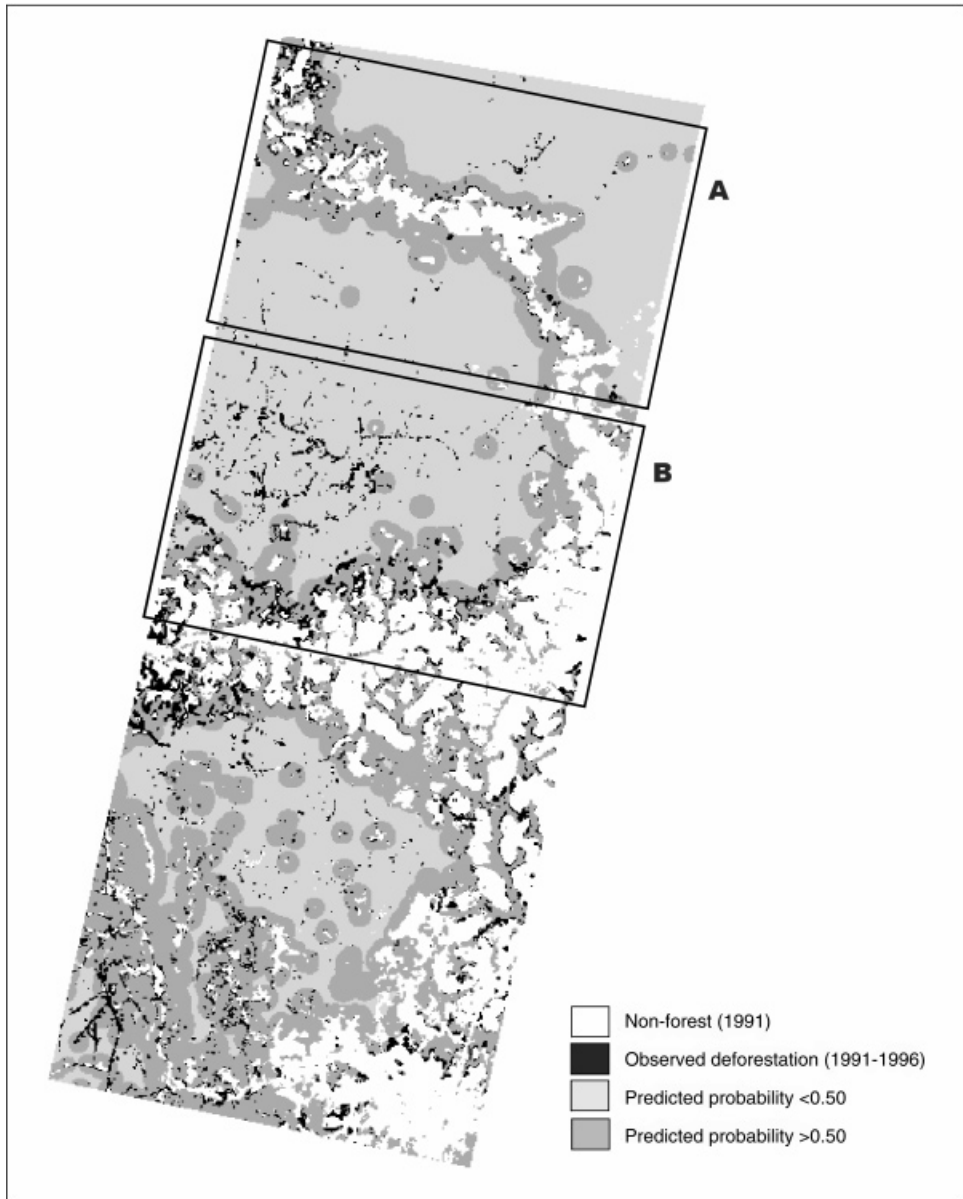 A
B
Non-forest (1991)
Observed deforestation (1991-1996)
Predicted probability <0.50
Predicted probability >0.50